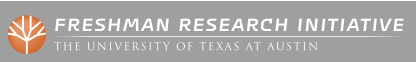 FRESHMAN RESEARCH INITIATIVE
THE UNIVERSITY OF TEXAS AT AUSTIN